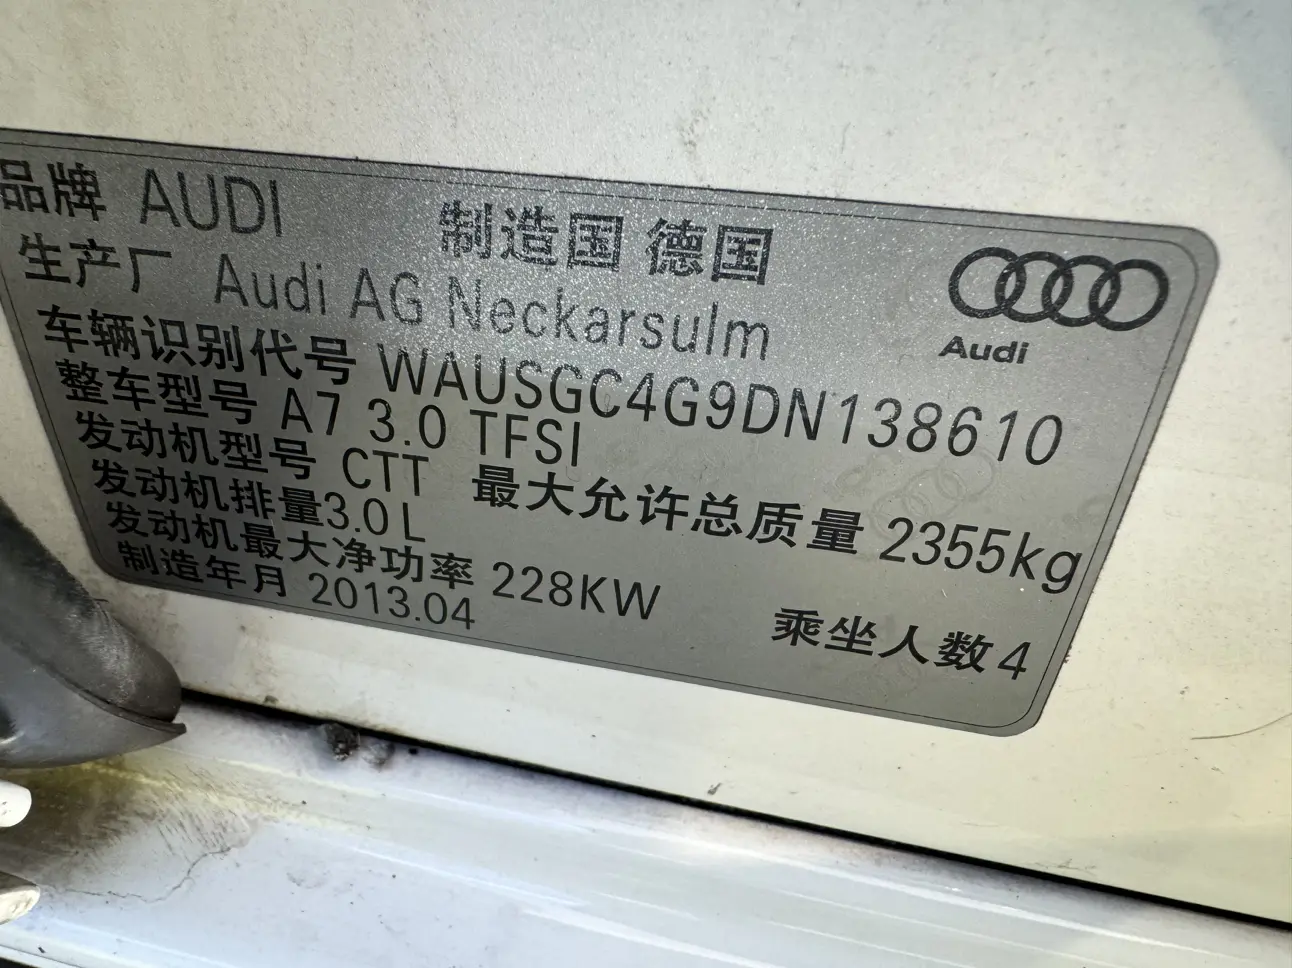 品牌 AUDI 制造国 德国
生产厂 Audi AG Neckarsulm
Audi
车辆识别代号 WAUSGC4G9DN138610
整车型号 A7 3.0 TFSI
发动机型号 CTT 最大允许总质量 2355kg
发动机排量3.0L
发动机最大净功率 228KW 乘坐人数4
制造年月 2013.04